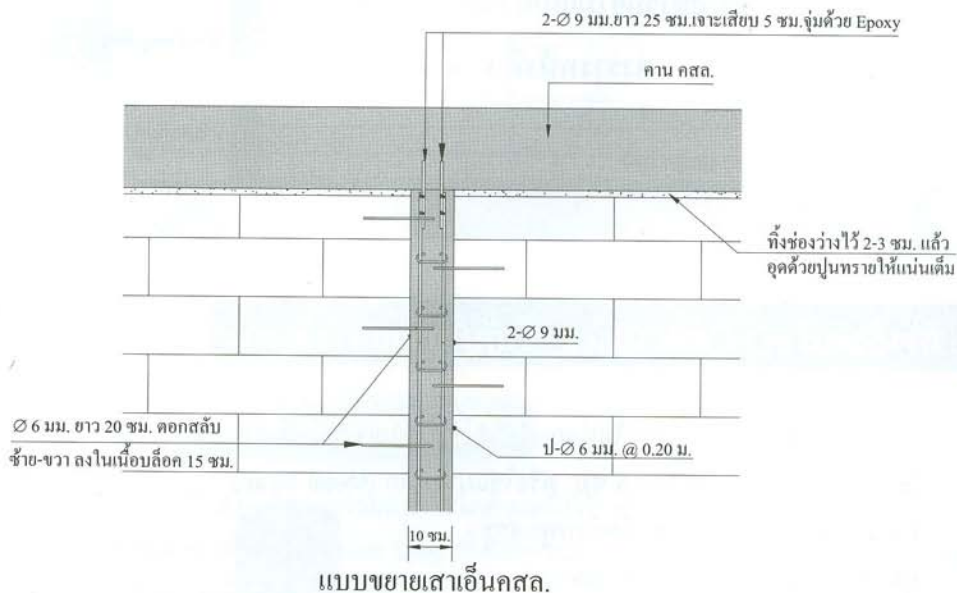 2-Ø 9 มม.ยาว 25 ซม.เจาะเสียบ 5 ซม.จุ่มด้วย Epoxy
คาน คสล.
ทิ้งช่องว่างไว้ 2-3 ซม. แล้ว
อุดด้วยปูนทรายให้แน่นเต็ม
2-Ø 9 มม.
Ø 6 มม. ยาว 20 ซม. ตอกสลับ
ซ้าย-ขวา ลงในเนื้อบล็อค 15 ซม.
ป-Ø 6 มม. @ 0.20 ม.
10 ซม.
แบบขยายเสาเอ็นคสล.